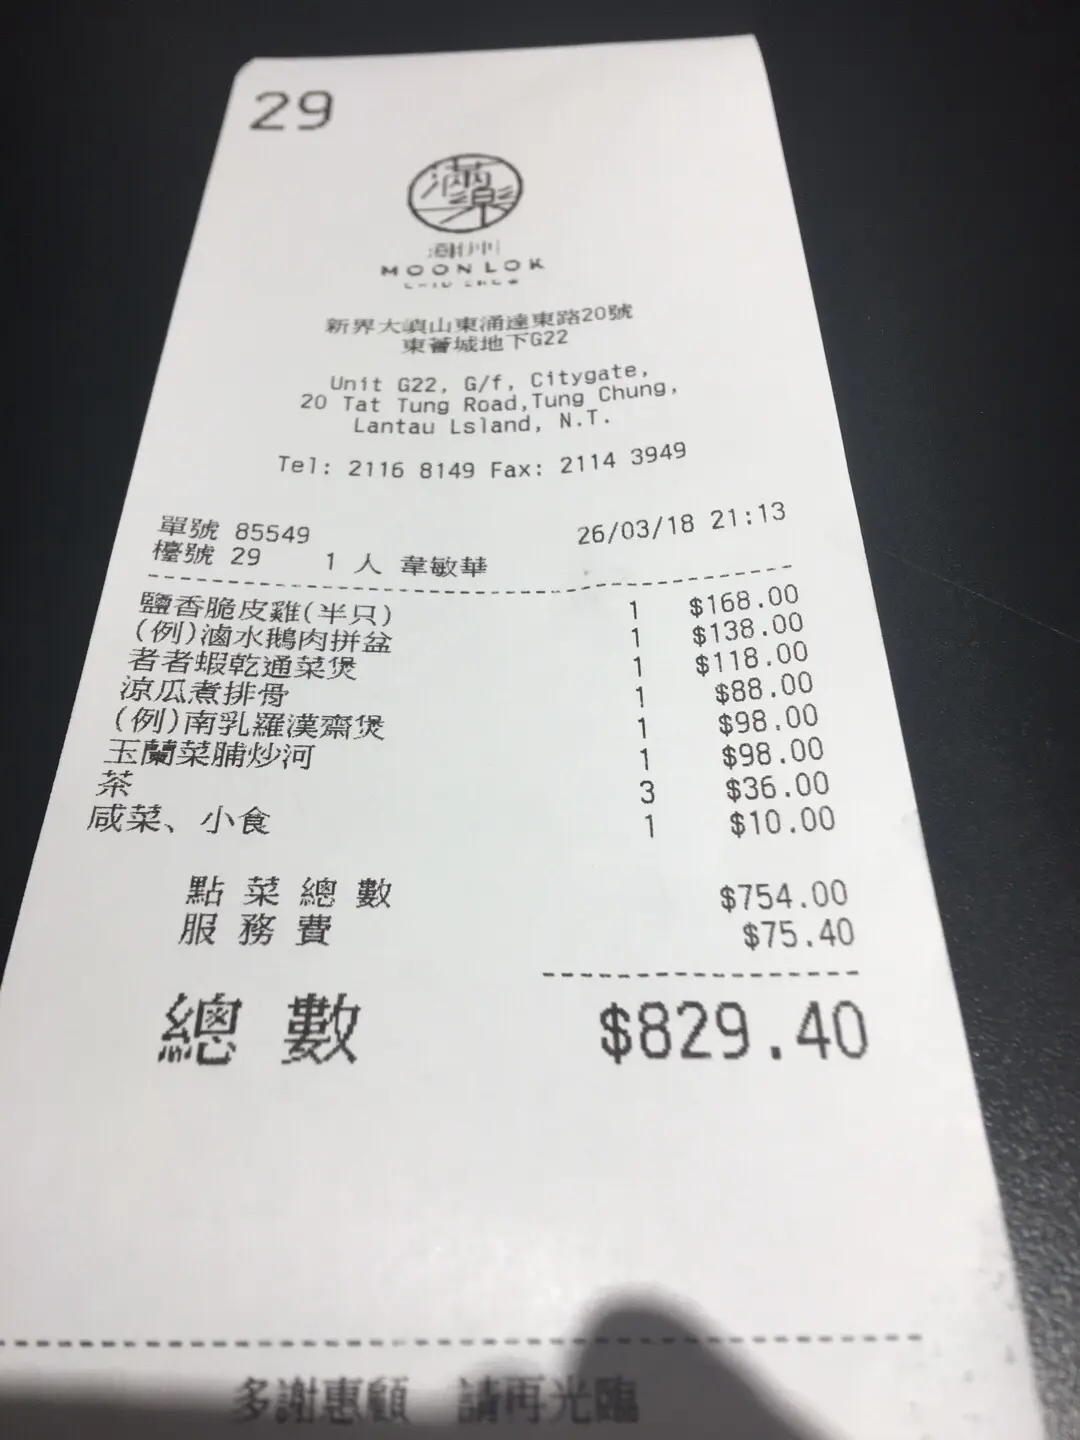 29
滿樂
潮州
MOON LOK
CHIU CHOW
新界大嶼山東涌達東路20號
東薈城地下G22
Unit G22, G/f, Citygate,
20 Tat Tung Road,Tung Chung,
Lantau Lsland, N.T.
Tel: 2116 8149 Fax: 2114 3949
單號 85549 26/03/18 21:13
檯號 29 1 人 韋敏華
鹽香脆皮雞(半只) 1 $168.00
(例)滷水鵝肉拼盆 1 $138.00
者者蝦乾通菜煲 1 $118.00
涼瓜煮排骨 1 $88.00
(例)南乳羅漢齋煲 1 $98.00
玉蘭菜脯炒河 1 $98.00
茶 3 $36.00
咸菜、小食 1 $10.00
點菜總數 $754.00
服務費 $75.40
總數 $829.40
多謝惠顧 請再光臨